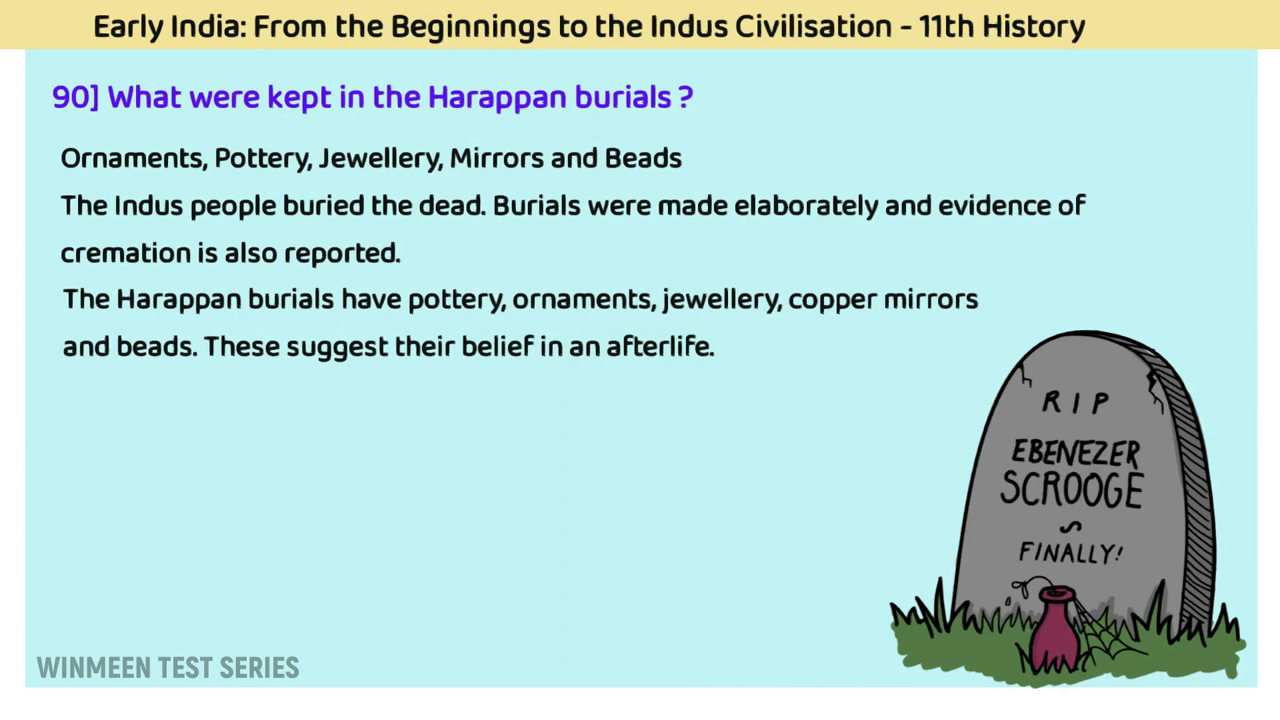 Early India: From the Beginnings to the Indus Civilisation - 11th History
90] What were kept in the Harappan burials ?
Ornaments, Pottery, Jewellery, Mirrors and Beads
The Indus people buried the dead. Burials were made elaborately and evidence of
cremation is also reported.
The Harappan burials have pottery, ornaments, jewellery, copper mirrors
and beads. These suggest their belief in an afterlife.
RIP
EBENEZER
SCROOGE
FINALLY!
WINMEEN TEST SERIES